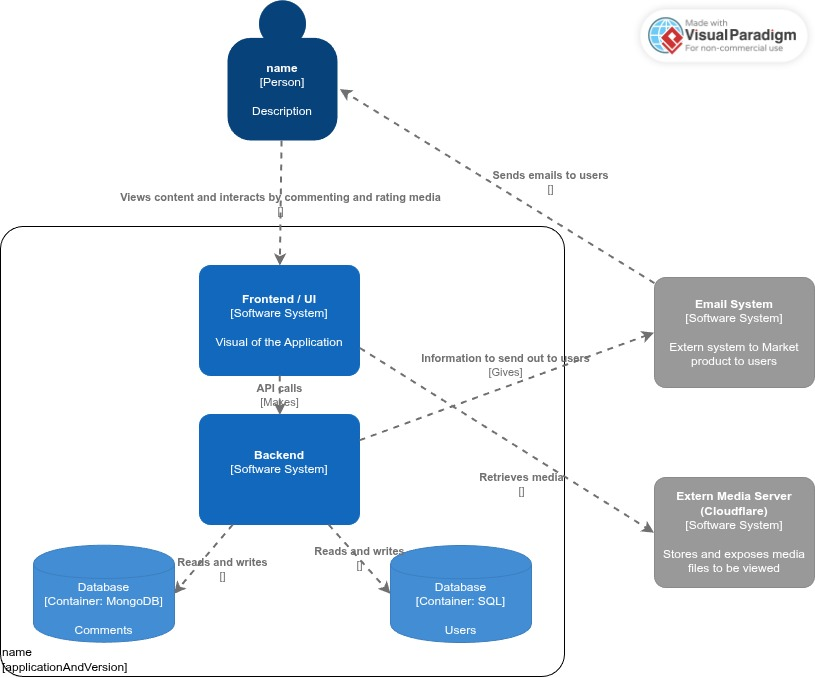 Made with
Visual Paradigm
For non-commercial use
name
[Person]
Description
Sends emails to users
[]
Views content and interacts by commenting and rating media
[]
Frontend / UI
[Software System]
Visual of the Application
Email System
[Software System]
Extern system to Market
product to users
Information to send out to users
[Gives]
API calls
[Makes]
Backend
[Software System]
Retrieves media
[]
Extern Media Server
(Cloudflare)
[Software System]
Stores and exposes media
files to be viewed
Reads and writes
[]
Reads and writes
[]
Database
[Container: MongoDB]
Comments
Database
[Container: SQL]
Users
name
[applicationAndVersion]